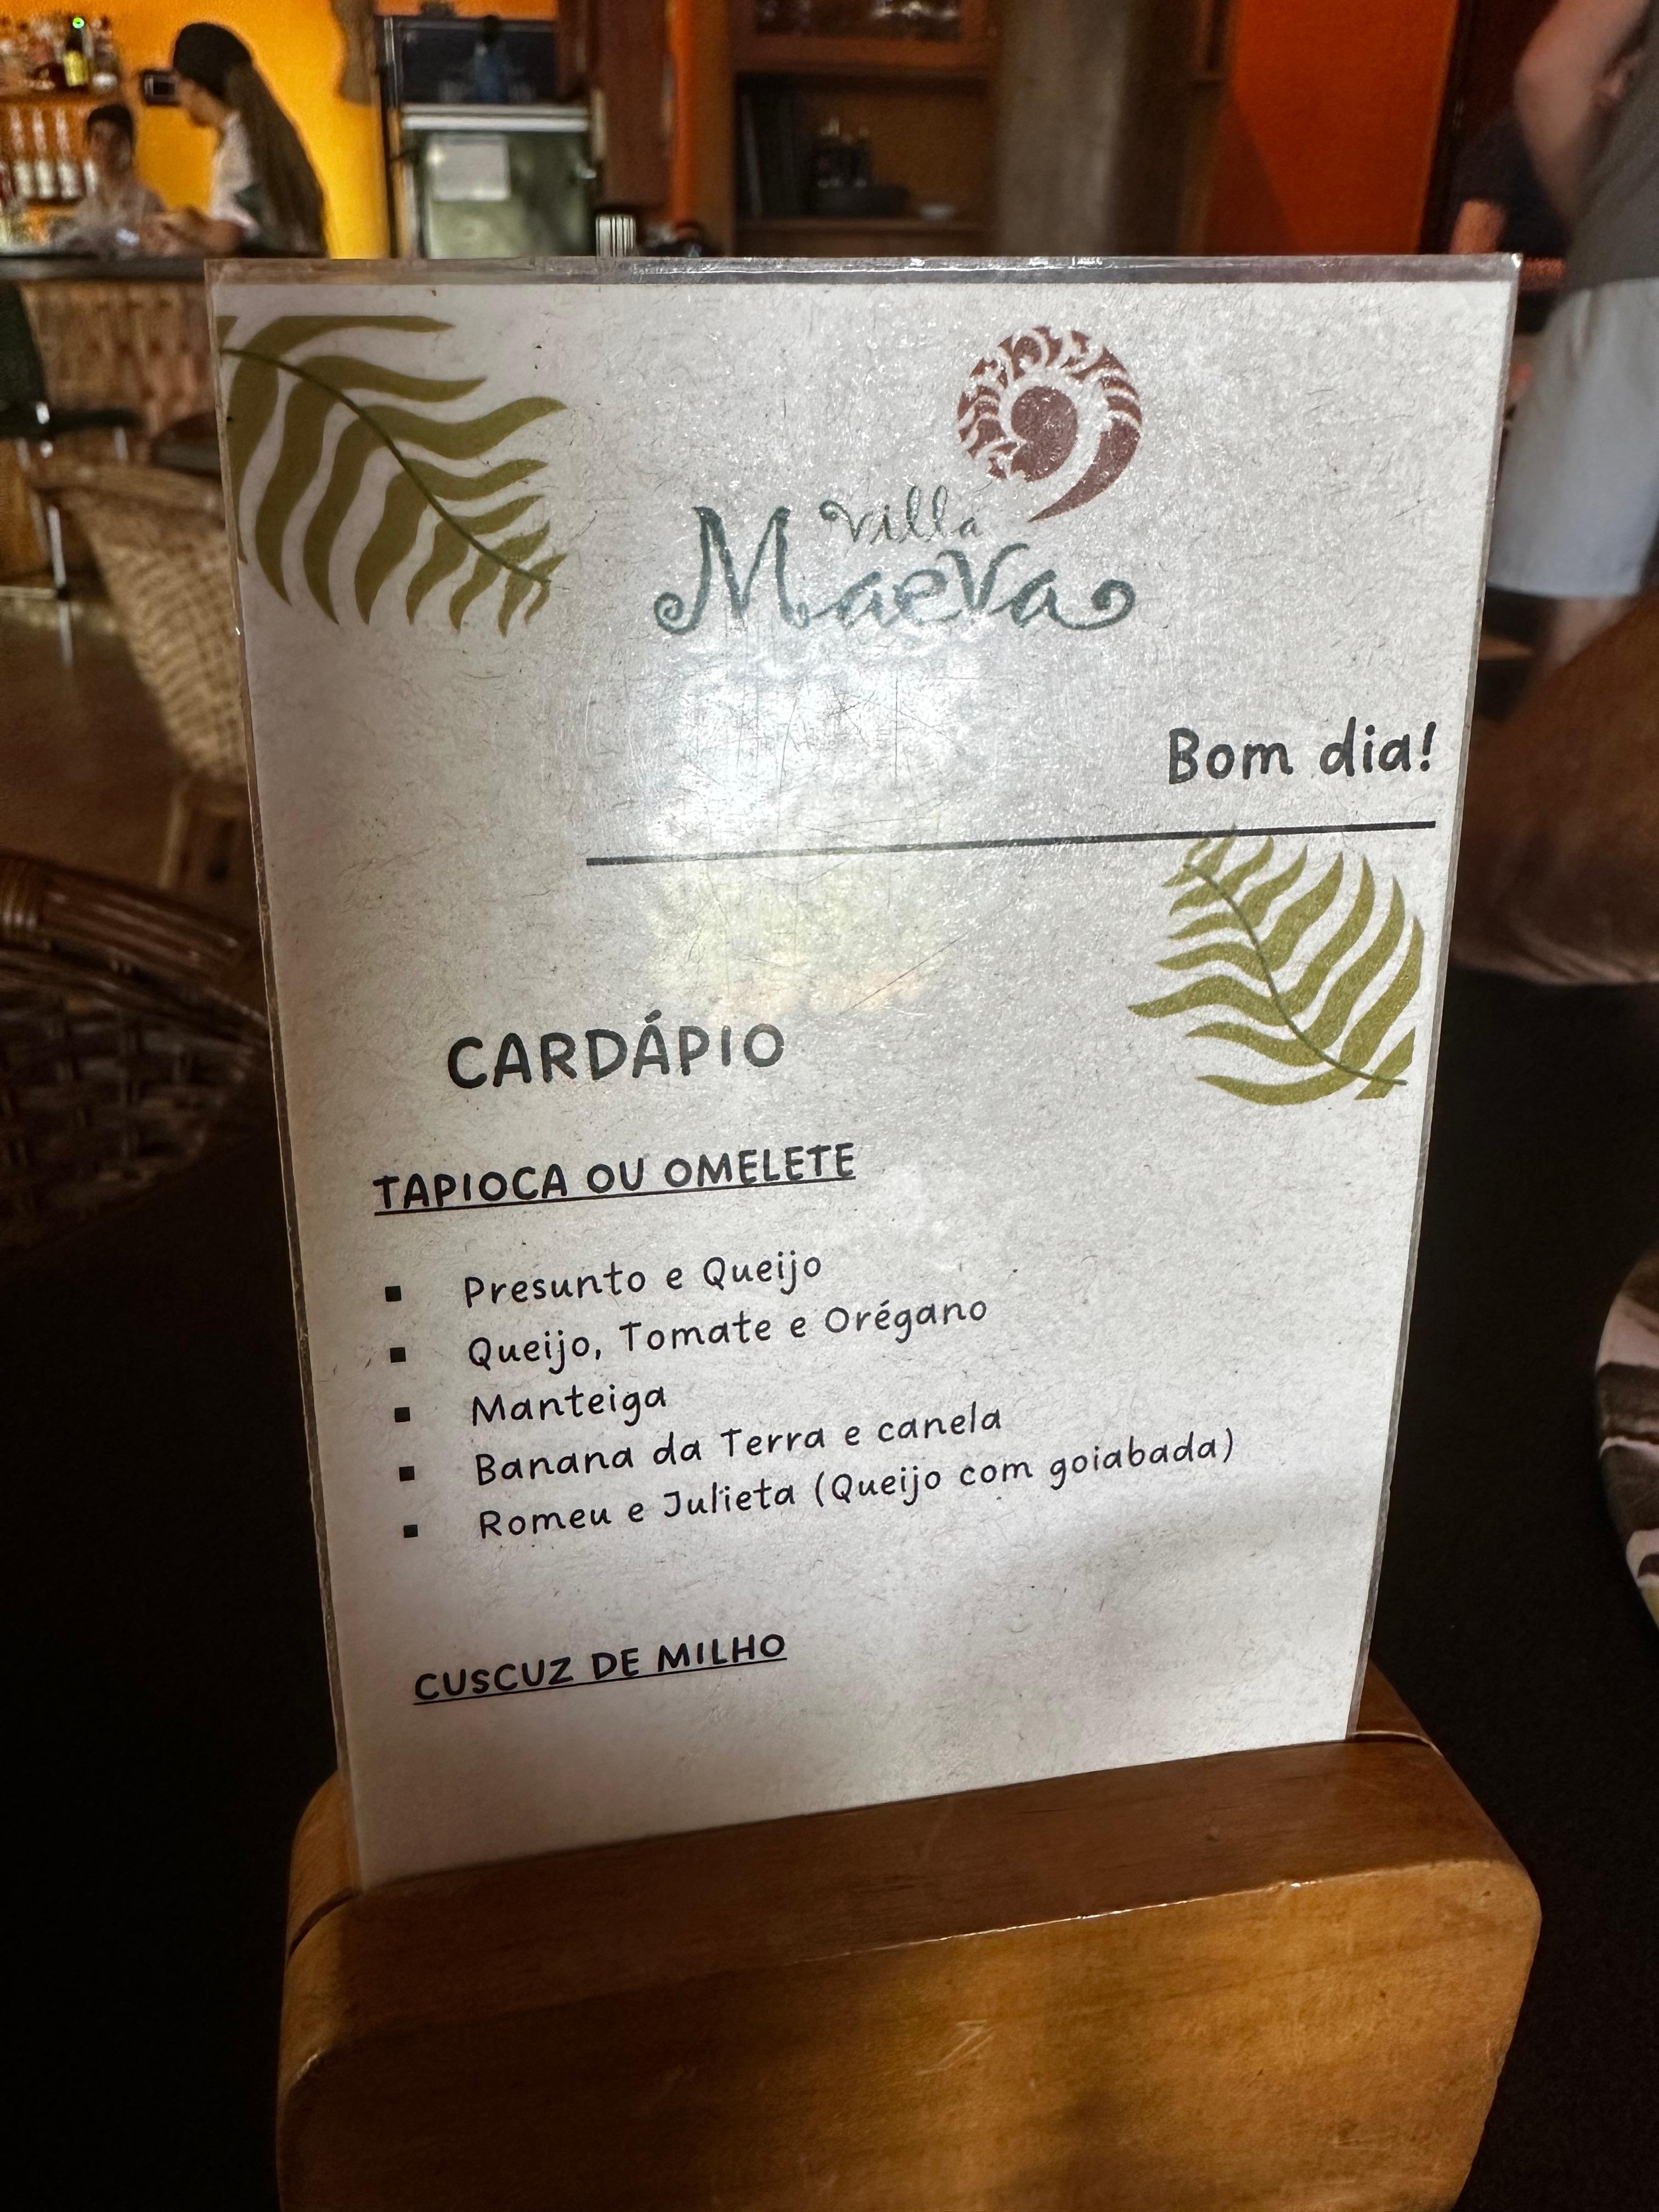 villa
Maeva
Bom dia!
CARDÁPIO
TAPIOCA OU OMELETE
▪ Presunto e Queijo
▪ Queijo, Tomate e Orégano
▪ Manteiga
▪ Banana da Terra e canela
▪ Romeu e Julieta (Queijo com goiabada)
CUSCUZ DE MILHO